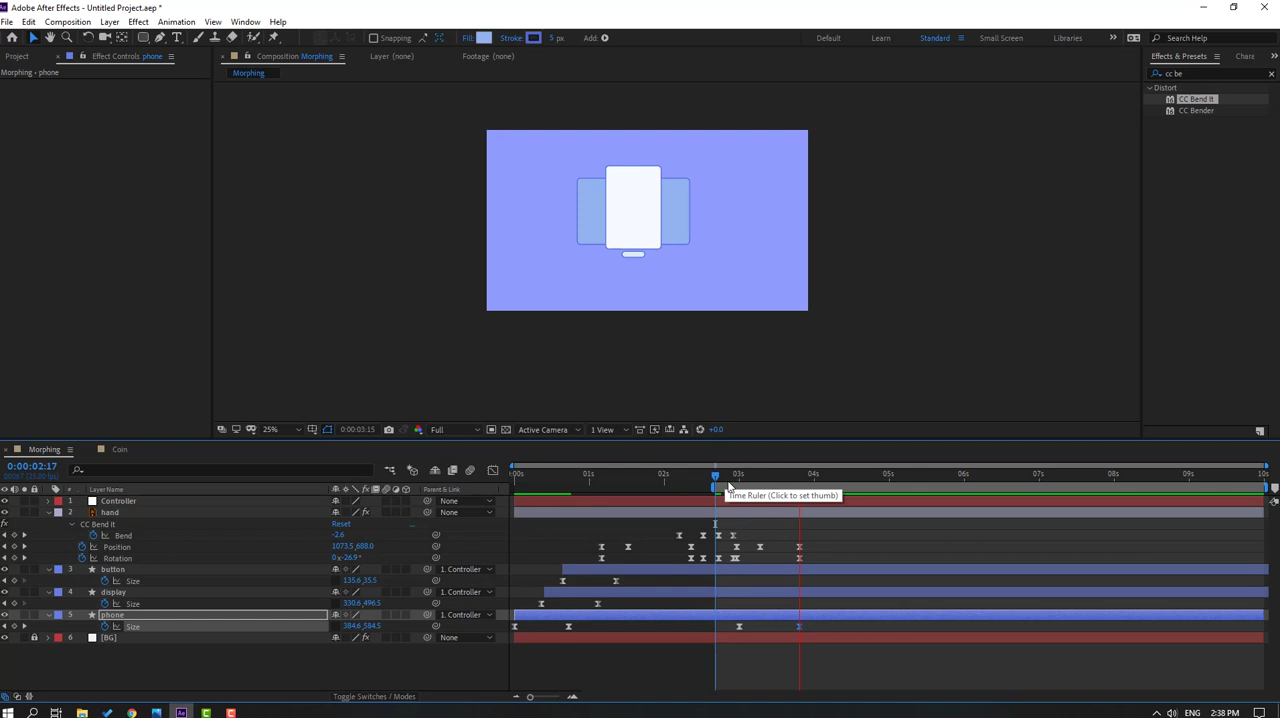 Adobe After Effects - Untitled Project.aep *
File Edit Composition Layer Effect Animation View Window Help
Snapping Fill: Stroke: 5 px Add: Default Learn Standard Small Screen Libraries Search Help
Project Effect Controls phone Composition Morphing Layer (none) Footage (none) Effects & Presets Chara
Morphing • phone Morphing cc be
Distort
CC Bend It
CC Bender
25% 0:00:03:15 Full Active Camera 1 View +0.0
Morphing Coin
0:00:02:17
Layer Name Parent & Link
:00s 01s 02s 03s 04s 05s 06s 07s 08s 09s 10s
Time Ruler (Click to set thumb)
1 Controller None
2 hand None
CC Bend It Reset
Bend -2.6
Position 1073.5,688.0
Rotation 0x-26.9°
3 button 1. Controller
Size 135.6,35.5
4 display 1. Controller
Size 330.6,496.5
5 phone 1. Controller
Size 384.6,584.5
6 [BG] None
Toggle Switches / Modes
ENG 2:38 PM